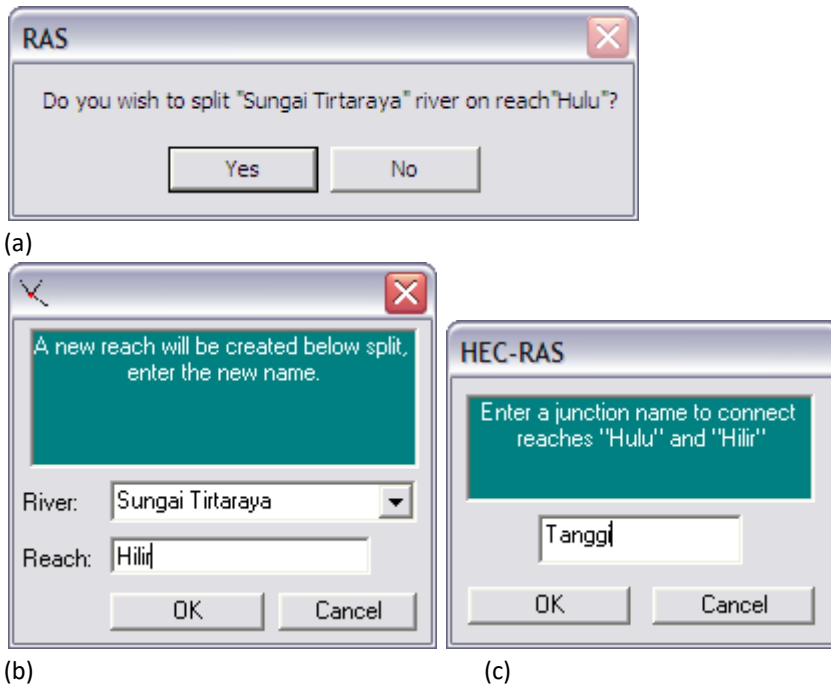 RAS
Do you wish to split "Sungai Tirtaraya" river on reach"Hulu"?
Yes
No
(a)
A new reach will be created below split,
enter the new name.
River:
Sungai Tirtaraya
Reach:
Hilir
OK
Cancel
(b)
HEC-RAS
Enter a junction name to connect
reaches "Hulu" and "Hilir"
Tanggi
OK
Cancel
(c)